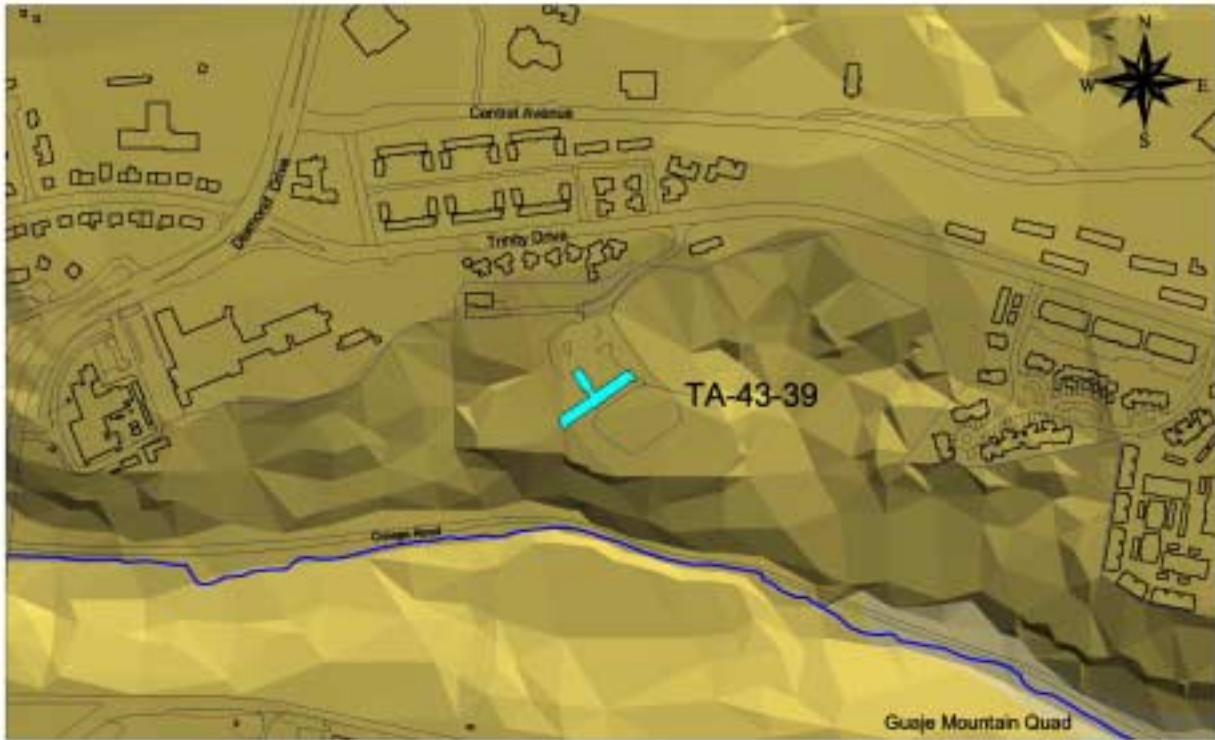 N
W
E
S
Central Avenue
Diamond Drive
Trinity Drive
TA-43-39
Guaje Mountain Quad